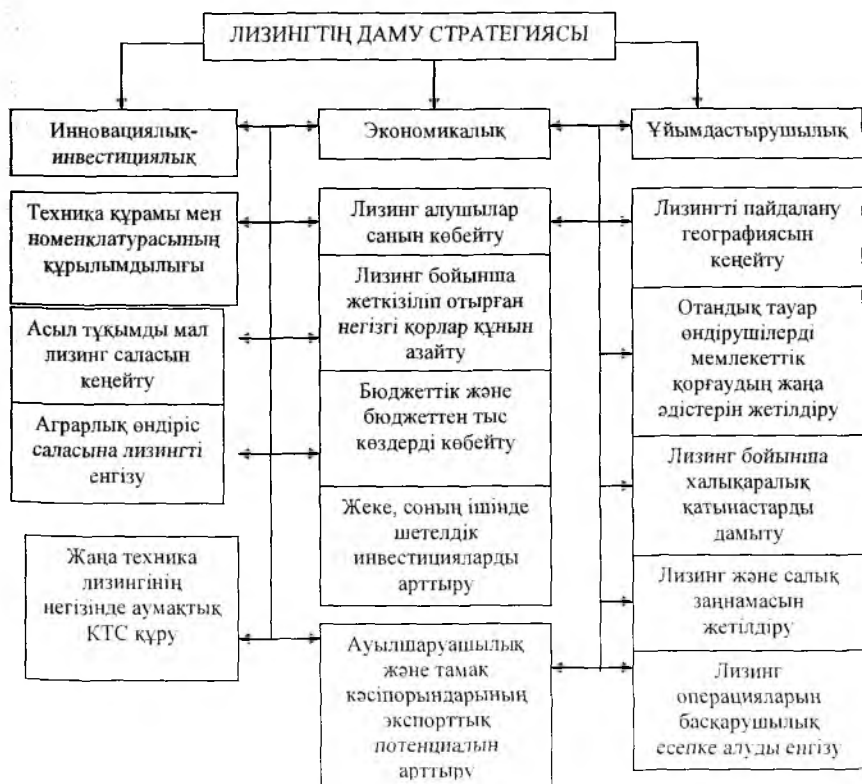 ЛИЗИНГТІҢ ДАМУ СТРАТЕГИЯСЫ
Инновациялық-
инвестициялық
Техника құрамы мен
номенклатурасының
құрылымдылығы
Асыл тұқымды мал
лизинг саласын
кеңейту
Аграрлық өндіріс
саласына лизингті
енгізу
Жаңа техника
лизингінің
негізінде аумақтық
КТС құру
Экономикалық
Лизинг алушылар
санын көбейту
Лизинг бойынша
жеткізіліп отырған
негізгі қорлар құнын
азайту
Бюджеттік және
бюджеттен тыс
көздерді көбейту
Жеке, соның ішінде
шетелдік
инвестицияларды
арттыру
Ауылшаруашылық
және тамак
кәсіпорындарының
экспорттық
потенциалын
арттыру
Ұйымдастырушылық
Лизингті пайдалану
географиясын
кеңейту
Отандық тауар
өндірушілерді
мемлекеттік
қорғаудың жаңа
әдістерін жетілдіру
Лизинг бойынша
халықаралық
қатынастарды
дамыту
Лизинг және салық
заңнамасын
жетілдіру
Лизинг
операцияларын
басқарушылық
есепке алуды енгізу